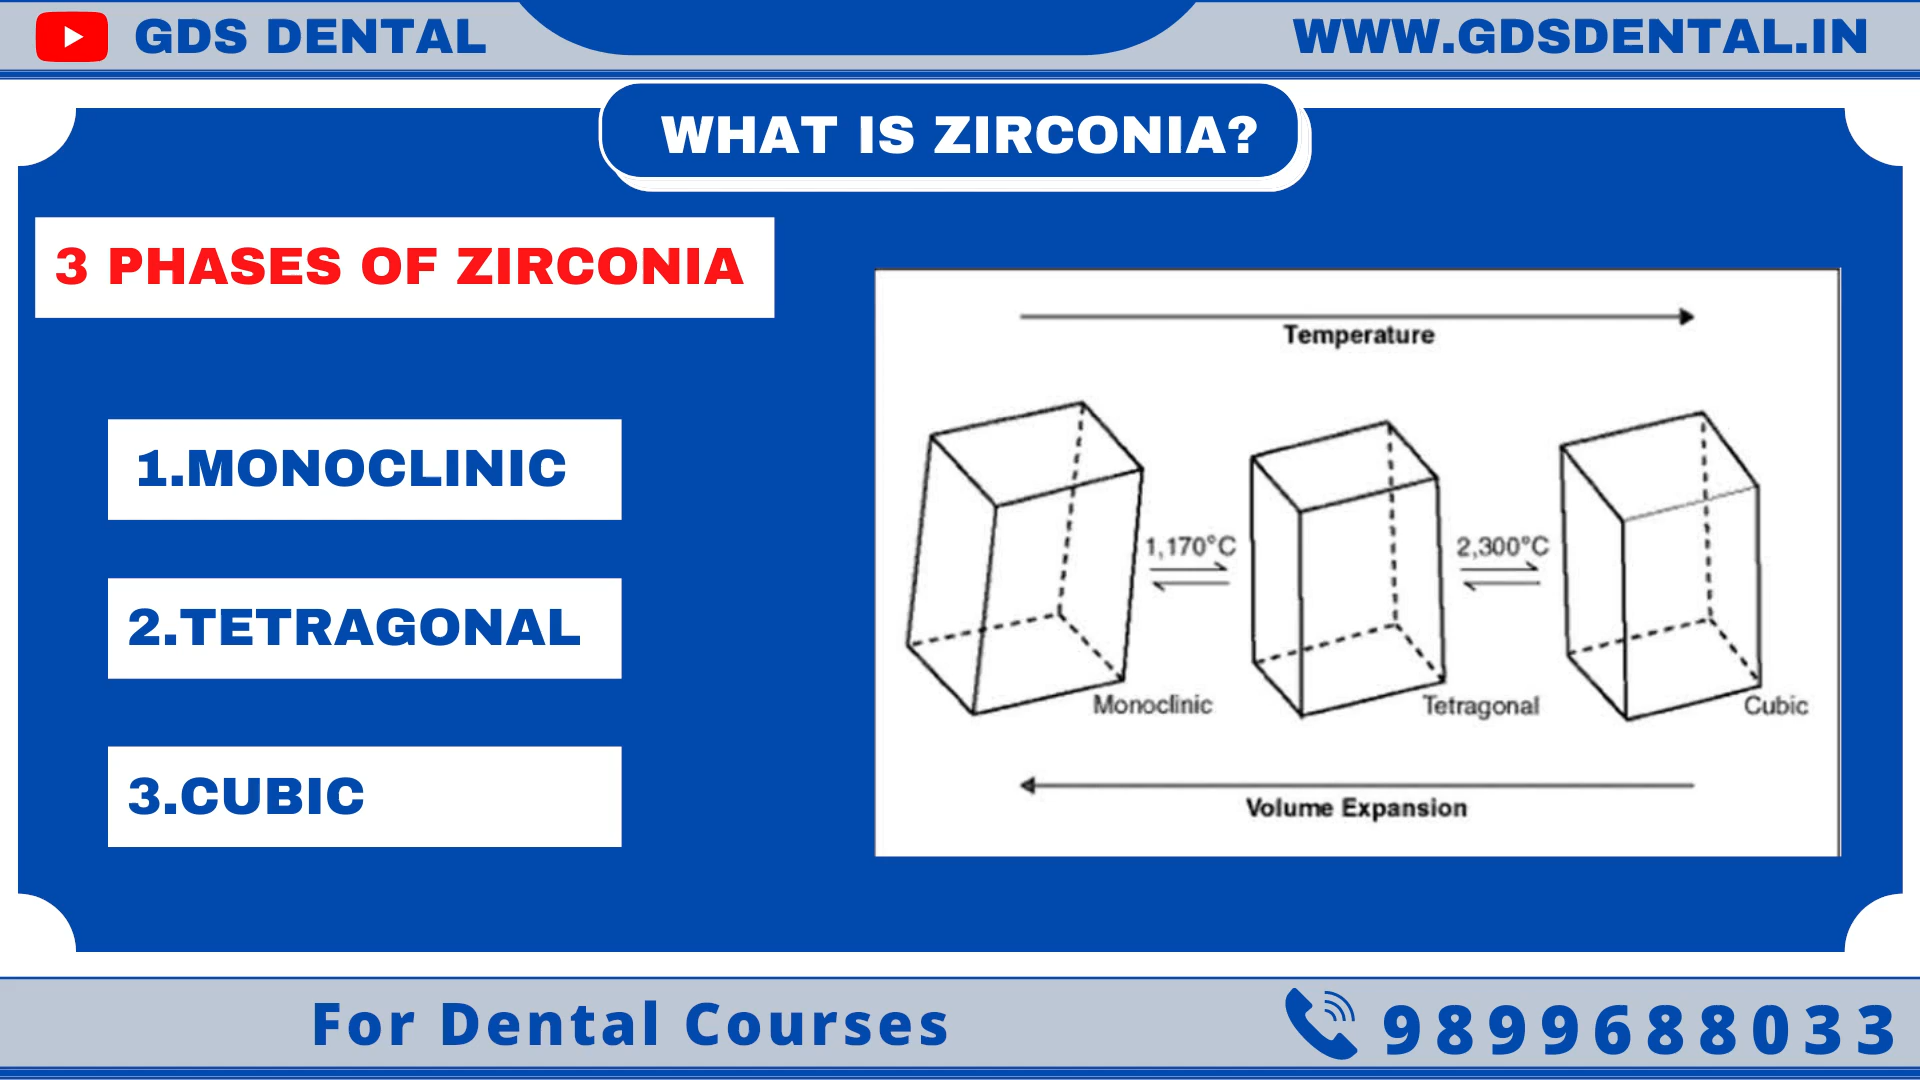 GDS DENTAL
WWW.GDSDENTAL.IN
WHAT IS ZIRCONIA?
3 PHASES OF ZIRCONIA
1.MONOCLINIC
2.TETRAGONAL
3.CUBIC
Temperature
1,170°C
2,300°C
Monoclinic
Tetragonal
Cubic
Volume Expansion
For Dental Courses
9899688033